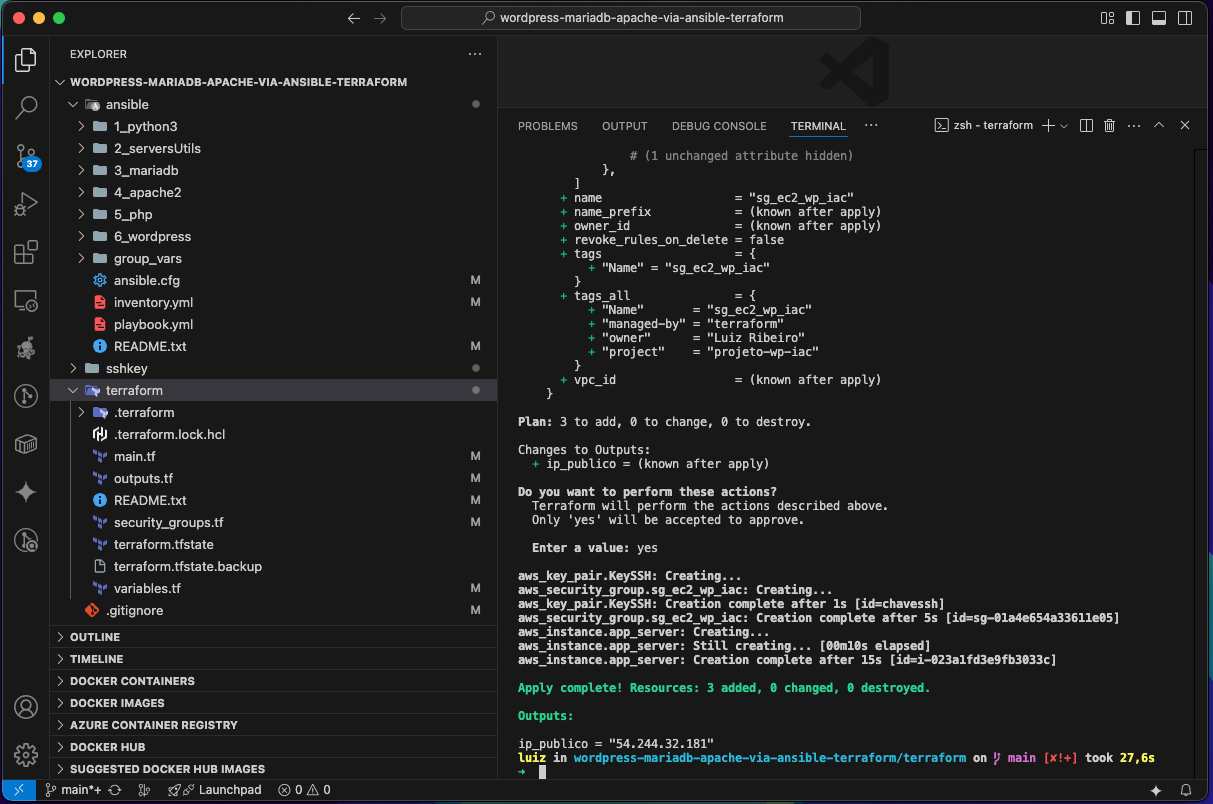 wordpress-mariadb-apache-via-ansible-terraform
EXPLORER
WORDPRESS-MARIADB-APACHE-VIA-ANSIBLE-TERRAFORM
ansible
1_python3
2_serversUtils
3_mariadb
4_apache2
5_php
6_wordpress
group_vars
ansible.cfg M
inventory.yml M
playbook.yml
README.txt M
sshkey
terraform
.terraform
.terraform.lock.hcl
main.tf M
outputs.tf M
README.txt M
security_groups.tf M
terraform.tfstate
terraform.tfstate.backup
variables.tf M
.gitignore M
OUTLINE
TIMELINE
DOCKER CONTAINERS
DOCKER IMAGES
AZURE CONTAINER REGISTRY
DOCKER HUB
SUGGESTED DOCKER HUB IMAGES
37
PROBLEMS OUTPUT DEBUG CONSOLE TERMINAL ··· zsh - terraform
# (1 unchanged attribute hidden)
},
]
+ name = "sg_ec2_wp_iac"
+ name_prefix = (known after apply)
+ owner_id = (known after apply)
+ revoke_rules_on_delete = false
+ tags = {
+ "Name" = "sg_ec2_wp_iac"
}
+ tags_all = {
+ "Name" = "sg_ec2_wp_iac"
+ "managed-by" = "terraform"
+ "owner" = "Luiz Ribeiro"
+ "project" = "projeto-wp-iac"
}
+ vpc_id = (known after apply)
}
Plan: 3 to add, 0 to change, 0 to destroy.
Changes to Outputs:
+ ip_publico = (known after apply)
Do you want to perform these actions?
Terraform will perform the actions described above.
Only 'yes' will be accepted to approve.
Enter a value: yes
aws_key_pair.KeySSH: Creating...
aws_security_group.sg_ec2_wp_iac: Creating...
aws_key_pair.KeySSH: Creation complete after 1s [id=chavessh]
aws_security_group.sg_ec2_wp_iac: Creation complete after 5s [id=sg-01a4e654a33611e05]
aws_instance.app_server: Creating...
aws_instance.app_server: Still creating... [00m10s elapsed]
aws_instance.app_server: Creation complete after 15s [id=i-023a1fd3e9fb3033c]
Apply complete! Resources: 3 added, 0 changed, 0 destroyed.
Outputs:
ip_publico = "54.244.32.181"
luiz in wordpress-mariadb-apache-via-ansible-terraform/terraform on main [✘!+] took 27,6s
→
main*+ Launchpad 0 0